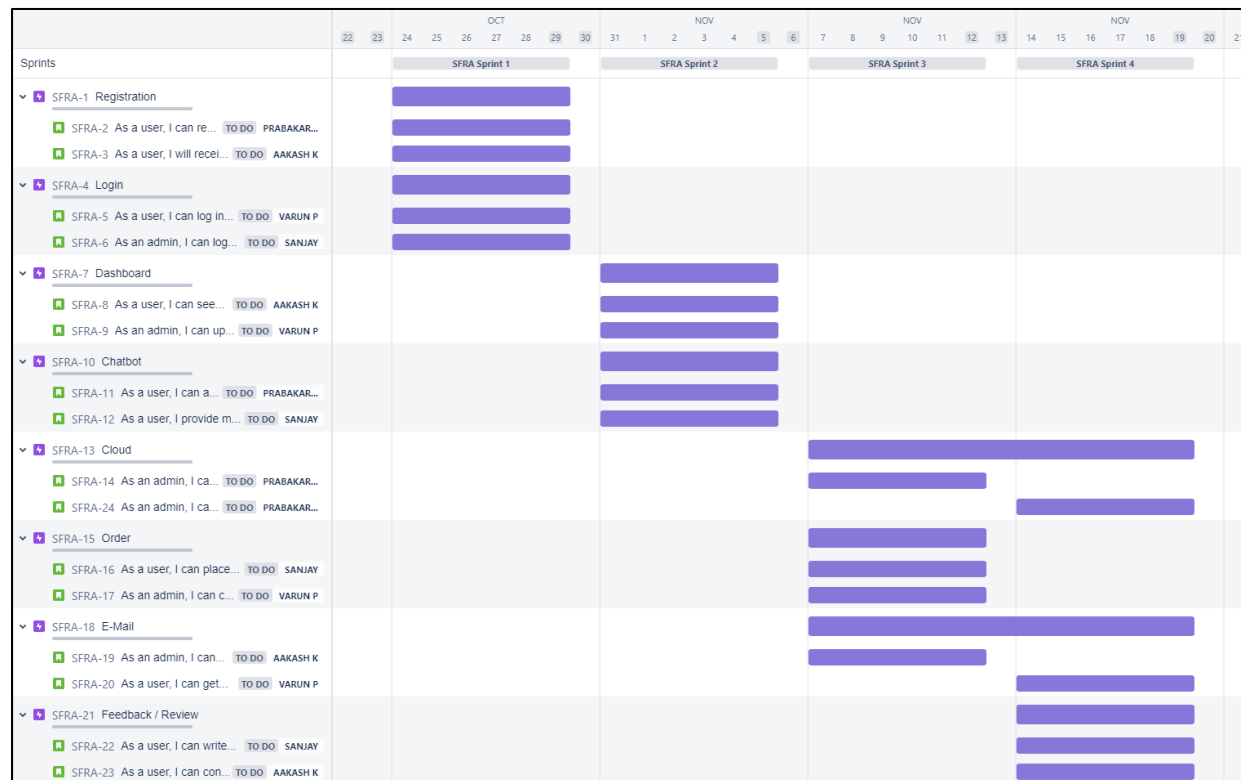 OCT NOV NOV NOV
22 23 24 25 26 27 28 29 30 31 1 2 3 4 5 6 7 8 9 10 11 12 13 14 15 16 17 18 19 20 21
Sprints SFRA Sprint 1 SFRA Sprint 2 SFRA Sprint 3 SFRA Sprint 4
SFRA-1 Registration
SFRA-2 As a user, I can re... TO DO PRABAKAR...
SFRA-3 As a user, I will recei... TO DO AAKASH K
SFRA-4 Login
SFRA-5 As a user, I can log in... TO DO VARUN P
SFRA-6 As an admin, I can log... TO DO SANJAY
SFRA-7 Dashboard
SFRA-8 As a user, I can see... TO DO AAKASH K
SFRA-9 As an admin, I can up... TO DO VARUN P
SFRA-10 Chatbot
SFRA-11 As a user, I can a... TO DO PRABAKAR...
SFRA-12 As a user, I provide m... TO DO SANJAY
SFRA-13 Cloud
SFRA-14 As an admin, I ca... TO DO PRABAKAR...
SFRA-24 As an admin, I ca... TO DO PRABAKAR...
SFRA-15 Order
SFRA-16 As a user, I can place... TO DO SANJAY
SFRA-17 As an admin, I can c... TO DO VARUN P
SFRA-18 E-Mail
SFRA-19 As an admin, I can... TO DO AAKASH K
SFRA-20 As a user, I can get... TO DO VARUN P
SFRA-21 Feedback / Review
SFRA-22 As a user, I can write... TO DO SANJAY
SFRA-23 As a user, I can con... TO DO AAKASH K